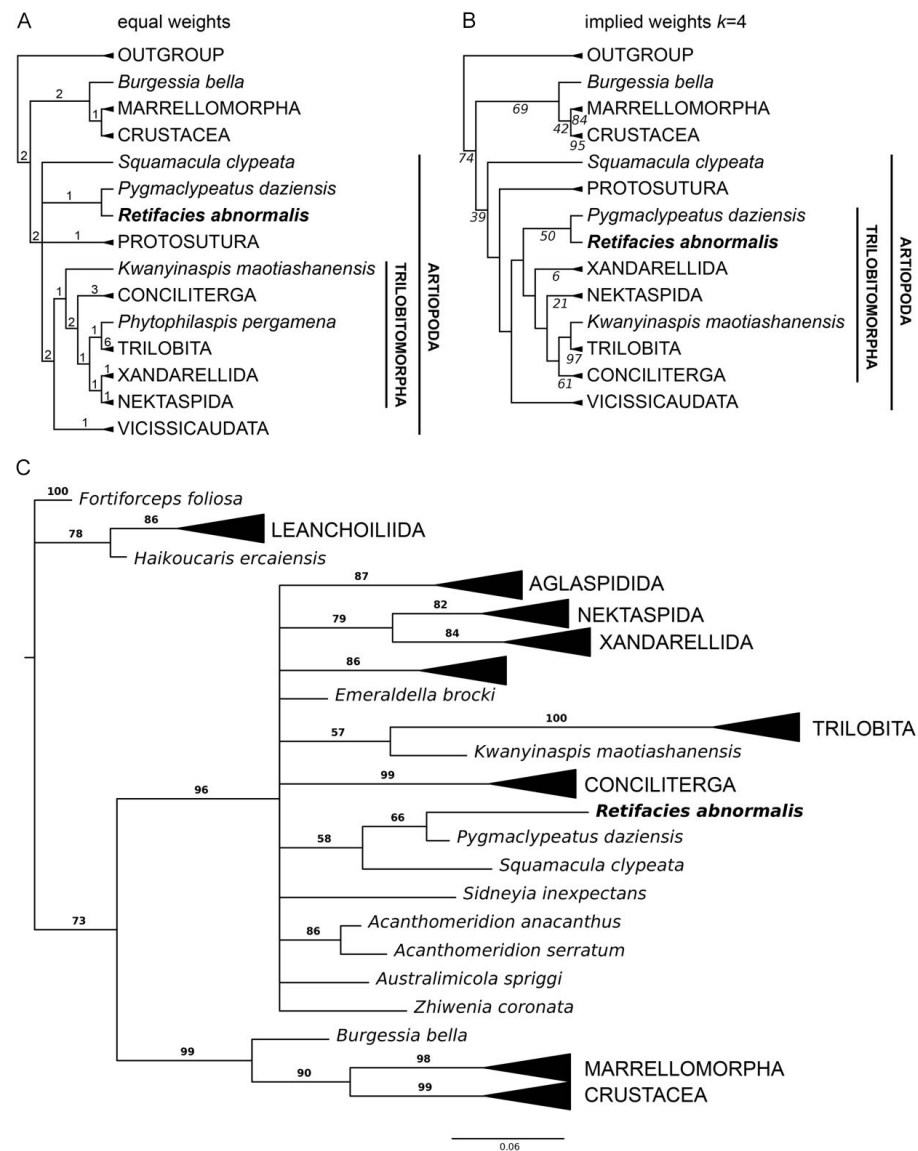 A
equal weights
OUTGROUP
Burgessia bella
2
MARRELLOMORPHA
1
CRUSTACEA
2
Squamacula clypeata
Pygmaclypeatus daziensis
1
Retifacies abnormalis
2
1
PROTOSUTURA
Kwanyinaspis maotiashanensis
1
3
CONCILITERGA
Phytophilaspis pergamena
2
1
6
TRILOBITA
2
1
XANDARELLIDA
1
1
NEKTASPIDA
1
VICISSICAUDATA
TRILOBITOMORPHA
ARTIOPODA
B
implied weights k=4
OUTGROUP
Burgessia bella
69
MARRELLOMORPHA
84
42
CRUSTACEA
95
74
Squamacula clypeata
PROTOSUTURA
39
Pygmaclypeatus daziensis
50
Retifacies abnormalis
XANDARELLIDA
6
NEKTASPIDA
21
Kwanyinaspis maotiashanensis
TRILOBITA
97
CONCILITERGA
61
VICISSICAUDATA
TRILOBITOMORPHA
ARTIOPODA
C
100
Fortiforceps foliosa
86
LEANCHOILIIDA
78
Haikoucaris ercaiensis
87
AGLASPIDIDA
82
NEKTASPIDA
79
84
XANDARELLIDA
86
Emeraldella brocki
100
TRILOBITA
57
Kwanyinaspis maotiashanensis
99
CONCILITERGA
96
Retifacies abnormalis
66
Pygmaclypeatus daziensis
58
Squamacula clypeata
Sidneyia inexpectans
73
Acanthomeridion anacanthus
86
Acanthomeridion serratum
Australimicola spriggi
Zhiwenia coronata
Burgessia bella
99
98
MARRELLOMORPHA
90
99
CRUSTACEA
0.06